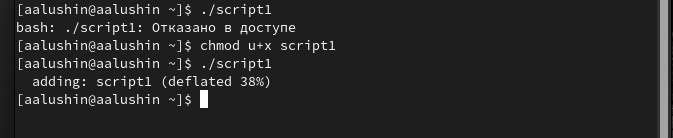 [aalushin@aalushin ~]$ ./script1
bash: ./script1: Отказано в доступе
[aalushin@aalushin ~]$ chmod u+x script1
[aalushin@aalushin ~]$ ./script1
  adding: script1 (deflated 38%)
[aalushin@aalushin ~]$